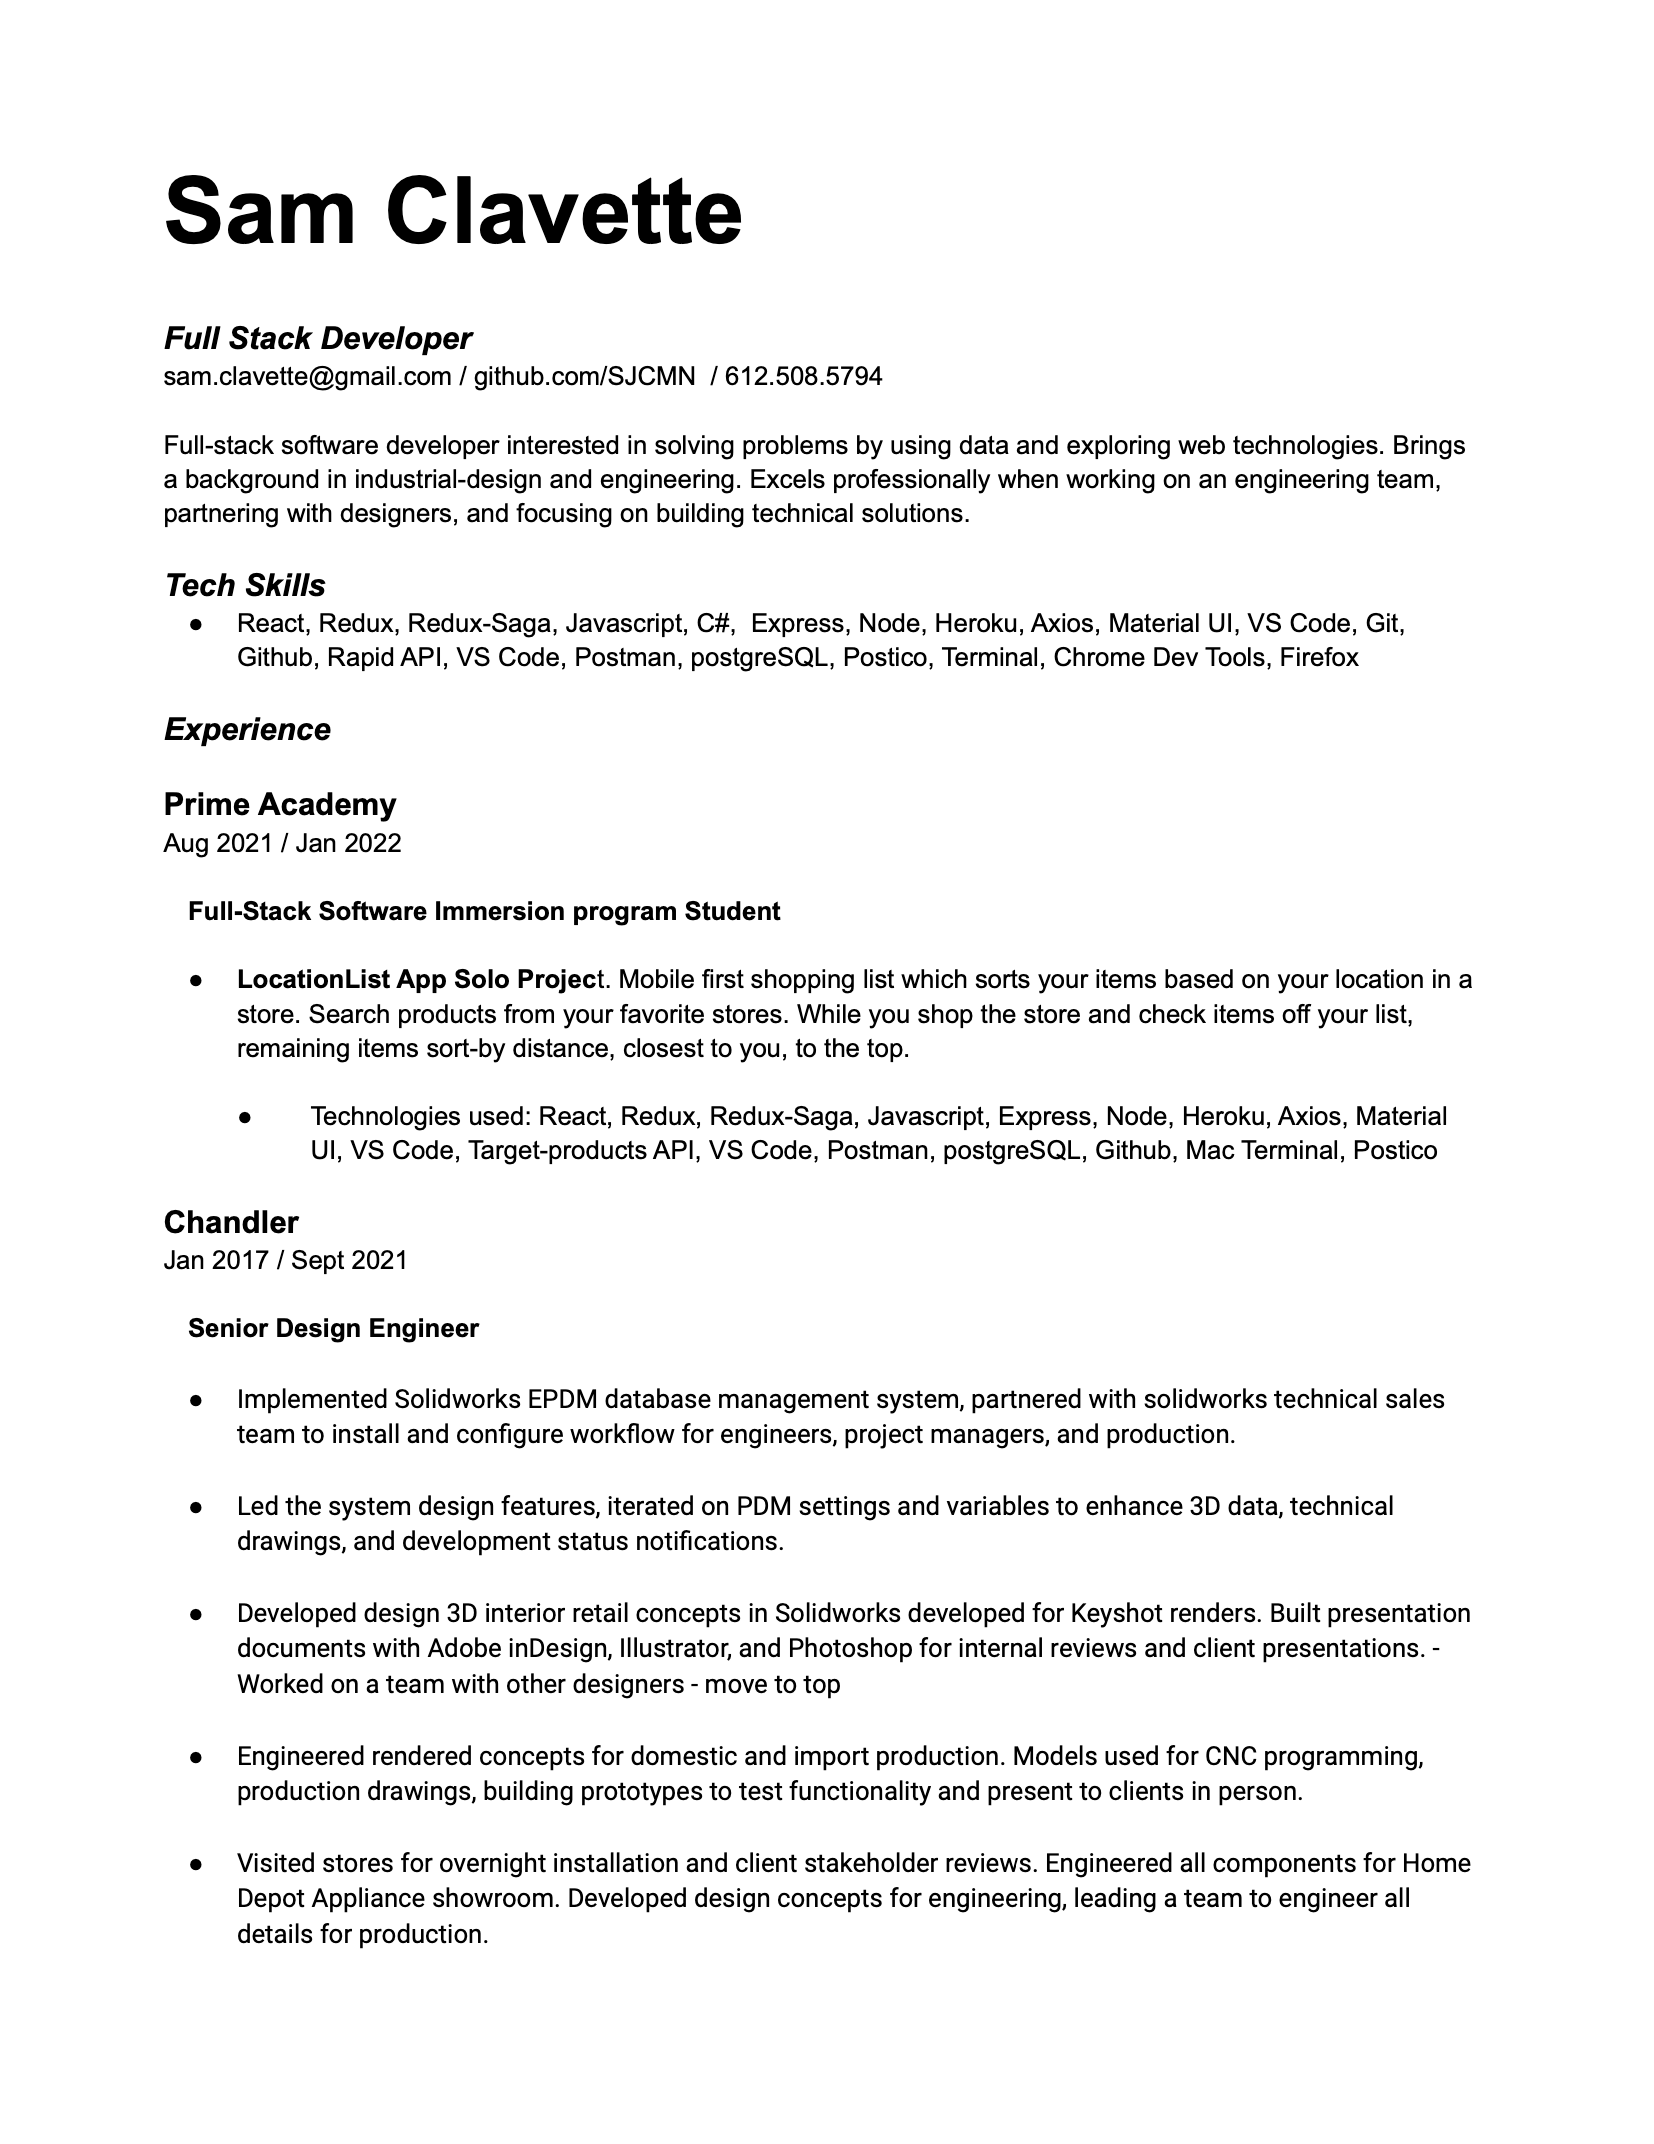 Sam Clavette
Full Stack Developer
sam.clavette@gmail.com / github.com/SJCMN  / 612.508.5794
Full-stack software developer interested in solving problems by using data and exploring web technologies. Brings
a background in industrial-design and engineering. Excels professionally when working on an engineering team,
partnering with designers, and focusing on building technical solutions.
Tech Skills
● React, Redux, Redux-Saga, Javascript, C#,  Express, Node, Heroku, Axios, Material UI, VS Code, Git,
Github, Rapid API, VS Code, Postman, postgreSQL, Postico, Terminal, Chrome Dev Tools, Firefox
Experience
Prime Academy
Aug 2021 / Jan 2022
Full-Stack Software Immersion program Student
● LocationList App Solo Project. Mobile first shopping list which sorts your items based on your location in a
store. Search products from your favorite stores. While you shop the store and check items off your list,
remaining items sort-by distance, closest to you, to the top.
● Technologies used: React, Redux, Redux-Saga, Javascript, Express, Node, Heroku, Axios, Material
UI, VS Code, Target-products API, VS Code, Postman, postgreSQL, Github, Mac Terminal, Postico
Chandler
Jan 2017 / Sept 2021
Senior Design Engineer
● Implemented Solidworks EPDM database management system, partnered with solidworks technical sales
team to install and configure workflow for engineers, project managers, and production.
● Led the system design features, iterated on PDM settings and variables to enhance 3D data, technical
drawings, and development status notifications.
● Developed design 3D interior retail concepts in Solidworks developed for Keyshot renders. Built presentation
documents with Adobe inDesign, Illustrator, and Photoshop for internal reviews and client presentations. -
Worked on a team with other designers - move to top
● Engineered rendered concepts for domestic and import production. Models used for CNC programming,
production drawings, building prototypes to test functionality and present to clients in person.
● Visited stores for overnight installation and client stakeholder reviews. Engineered all components for Home
Depot Appliance showroom. Developed design concepts for engineering, leading a team to engineer all
details for production.